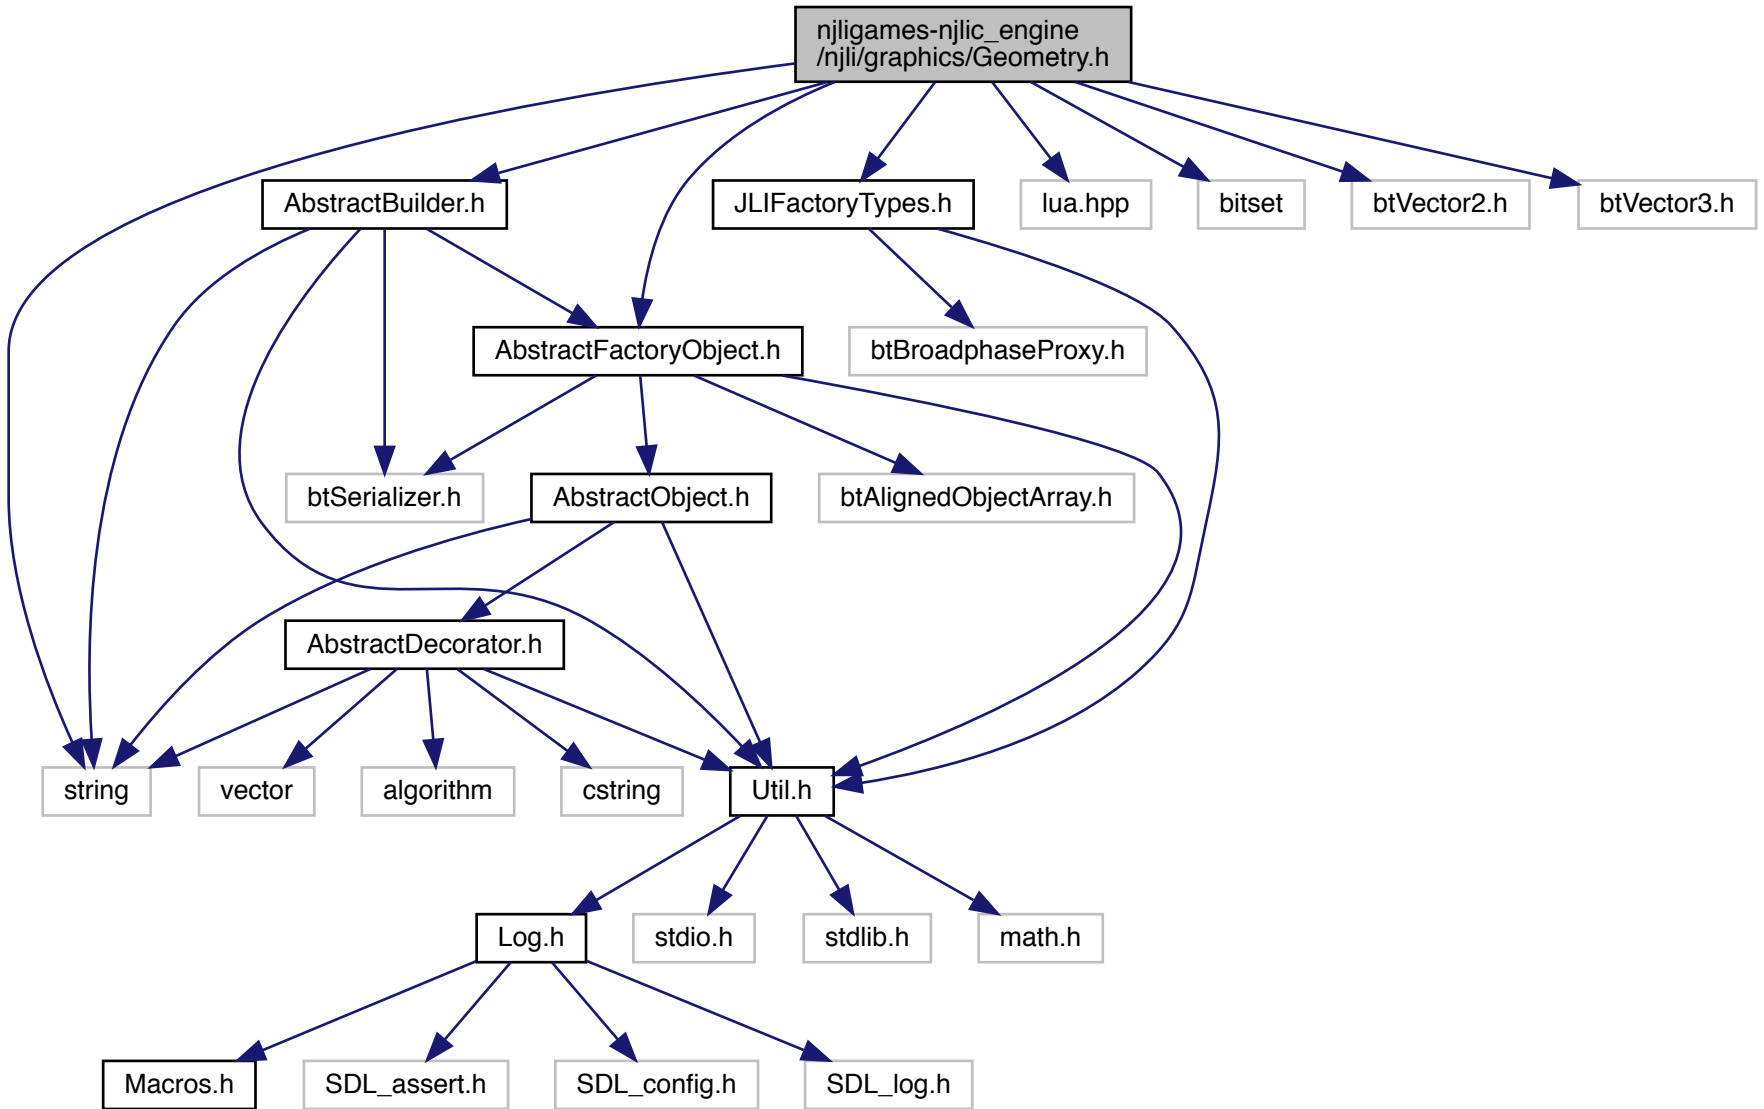 njligames-njlic_engine
/njli/graphics/Geometry.h
AbstractBuilder.h
JLIFactoryTypes.h
lua.hpp
bitset
btVector2.h
btVector3.h
AbstractFactoryObject.h
btBroadphaseProxy.h
btSerializer.h
AbstractObject.h
btAlignedObjectArray.h
AbstractDecorator.h
string
vector
algorithm
cstring
Util.h
Log.h
stdio.h
stdlib.h
math.h
Macros.h
SDL_assert.h
SDL_config.h
SDL_log.h